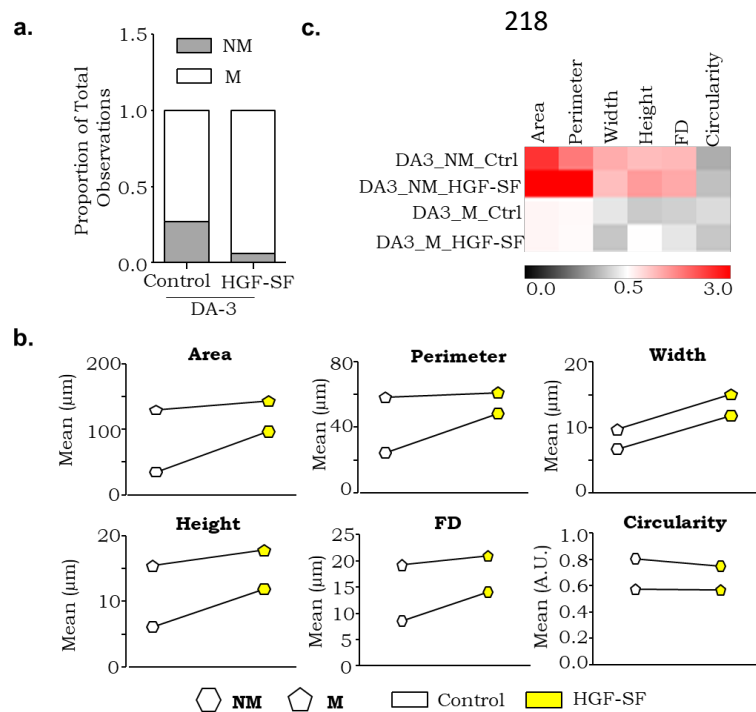 a.
1.5
1.0
0.5
0.0
Proportion of Total
Observations
NM
M
Control
HGF-SF
DA-3
c.
218
Area
Perimeter
Width
Height
FD
Circularity
DA3_NM_Ctrl
DA3_NM_HGF-SF
DA3_M_Ctrl
DA3_M_HGF-SF
0.0
0.5
3.0
b.
Area
Mean (µm)
200
100
0
Perimeter
Mean (µm)
80
40
0
Width
Mean (µm)
20
10
0
Height
Mean (µm)
20
10
0
FD
Mean (µm)
25
20
15
10
5
0
Circularity
Mean (A.U.)
1.0
0.8
0.6
0.4
0.2
0.0
NM
M
Control
HGF-SF